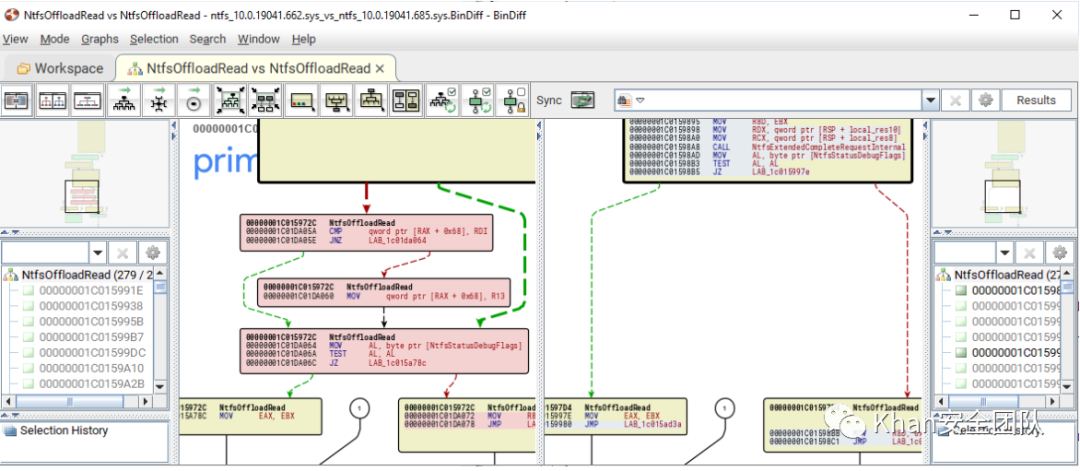 NtfsOffloadRead vs NtfsOffloadRead - ntfs_10.0.19041.662.sys_vs_ntfs_10.0.19041.685.sys.BinDiff - BinDiff
View Mode Graphs Selection Search Window Help
Workspace
NtfsOffloadRead vs NtfsOffloadRead
Sync
Results
00000001C0
prim
00000001C015972C NtfsOffloadRead
00000001C01DA05A CMP qword ptr [RAX + 0x68], RDI
00000001C01DA05E JNZ LAB_1c01da064
00000001C015972C NtfsOffloadRead
00000001C01DA060 MOV qword ptr [RAX + 0x68], R13
00000001C015972C NtfsOffloadRead
00000001C01DA064 MOV AL, byte ptr [NtfsStatusDebugFlags]
00000001C01DA06A TEST AL, AL
00000001C01DA06C JZ LAB_1c015a78c
15972C NtfsOffloadRead
15A78C MOV EAX, EBX
1
00000001C015972C NtfsOffloadRead
00000001C01DA072 MOV
00000001C01DA078 JMP
00000001C0159895 MOV RBD, EBX
00000001C0159898 MOV RDX, qword ptr [RSP + local_res10]
00000001C01598A0 MOV RCX, qword ptr [RSP + local_res8]
00000001C01598A8 CALL NtfsExtendedCompleteRequestInternal
00000001C01598AD MOV AL, byte ptr [NtfsStatusDebugFlags]
00000001C01598B3 TEST AL, AL
00000001C01598B5 JZ LAB_1c015997e
1597D4 NtfsOffloadRead
15997E MOV EAX, EBX
159980 JMP LAB_1c015ad3a
1
NtfsOffloadRead
00000001C01598C1 JMP
NtfsOffloadRead (279 / 2
00000001C015991E
00000001C0159938
00000001C015995B
00000001C01599B7
00000001C01599DC
00000001C0159A10
00000001C0159A2B
Selection History
NtfsOffloadRead (27
00000001C01598
00000001C01599
00000001C01599
00000001C01599
00000001C01599
00000001C01599
00000001C01599
Khan安全团队